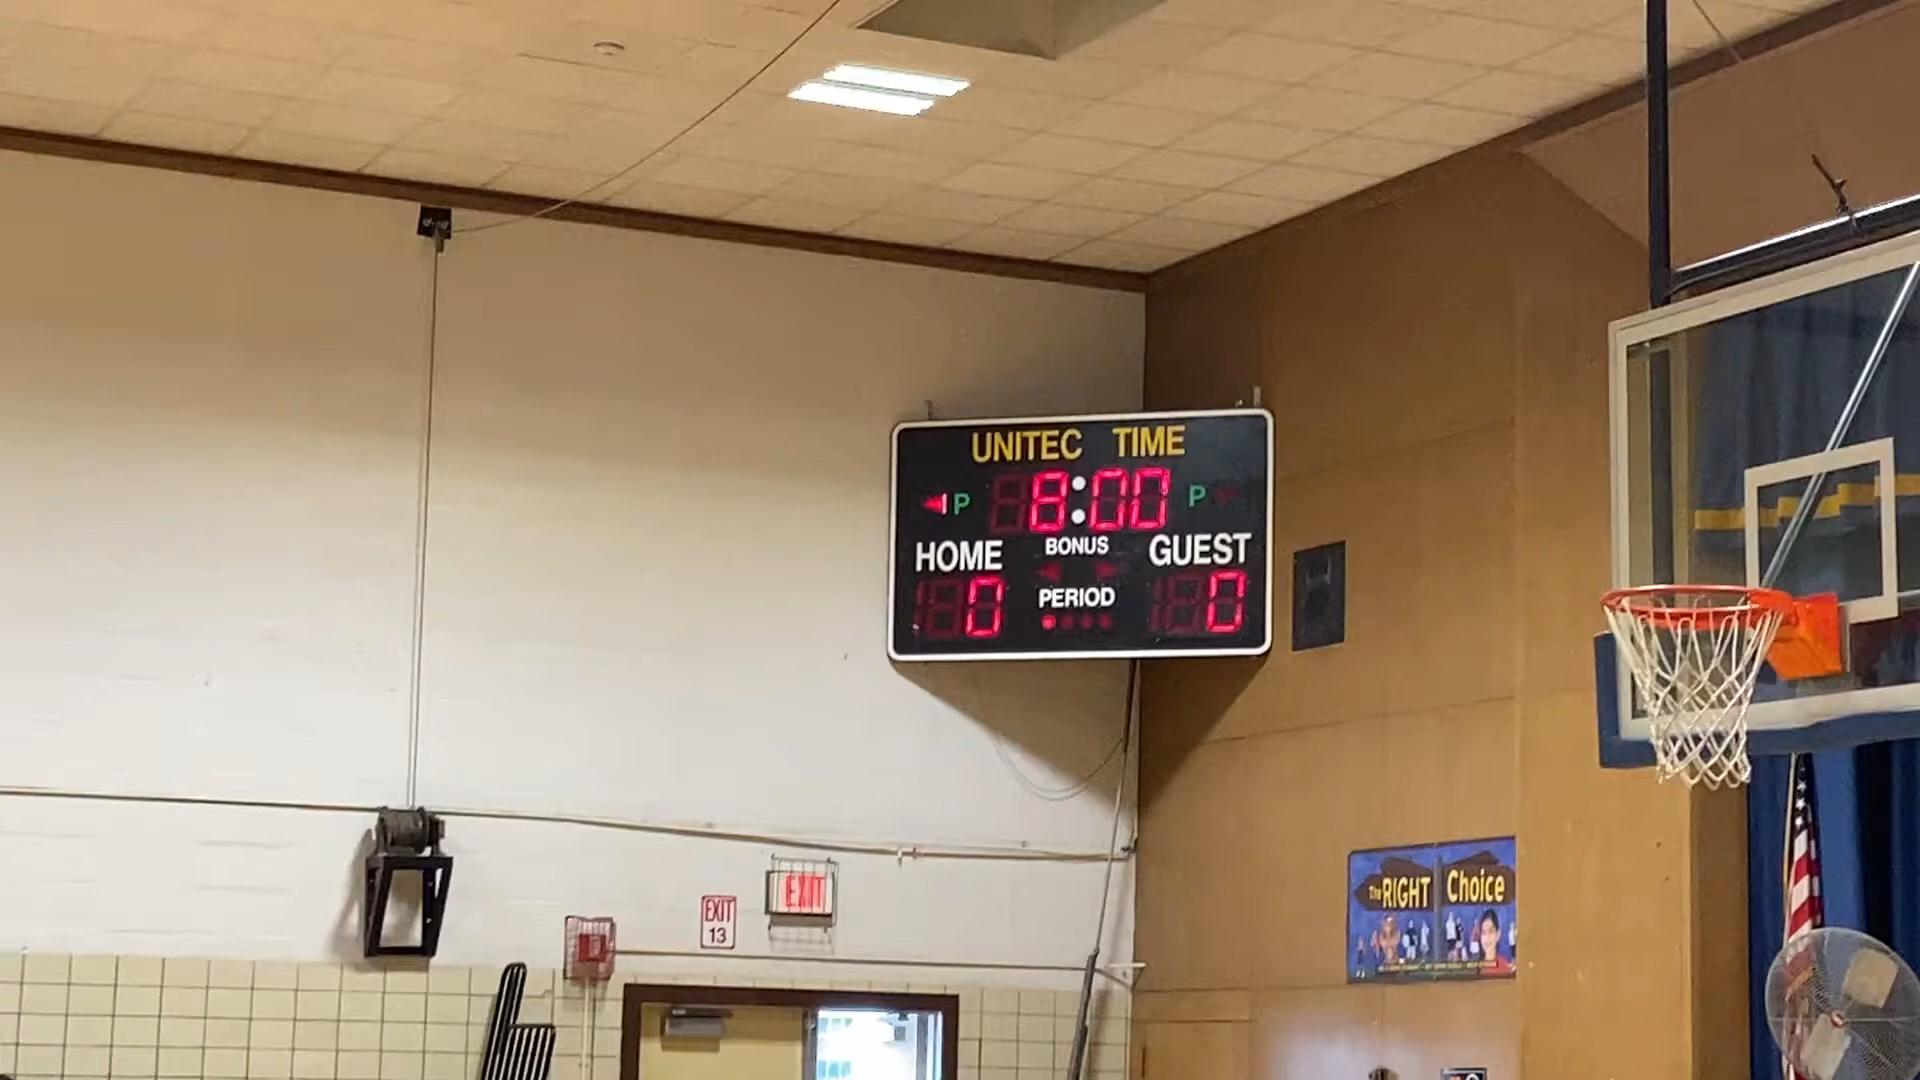 UNITEC TIME
P 8:00 P
HOME BONUS GUEST
0 PERIOD 0
EXIT
EXIT
13
The RIGHT Choice